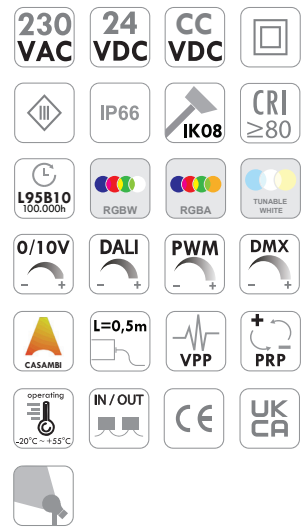 230
VAC
24
VDC
CC
VDC
III
IP66
IK08
CRI
≥80
L95B10
100.000h
RGBW
RGBA
TUNABLE
WHITE
0/10V
- +
DALI
- +
PWM
- +
DMX
- +
CASAMBI
L=0,5m
VPP
+
-
PRP
operating
-20°C ~ +55°C
IN / OUT
CE
UK
CA